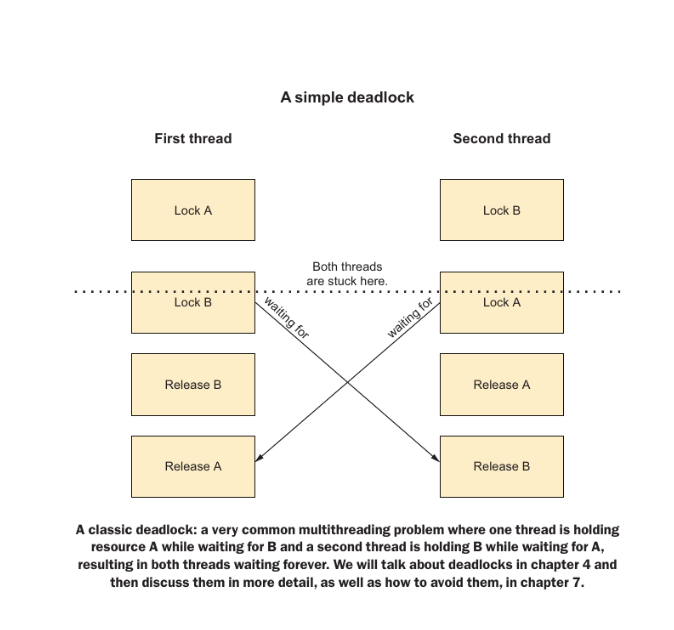 A simple deadlock
First thread
Second thread
Lock A
Lock B
Both threads
are stuck here.
Lock B
waiting for
waiting for
Lock A
Release B
Release A
Release A
Release B
A classic deadlock: a very common multithreading problem where one thread is holding
resource A while waiting for B and a second thread is holding B while waiting for A,
resulting in both threads waiting forever. We will talk about deadlocks in chapter 4 and
then discuss them in more detail, as well as how to avoid them, in chapter 7.